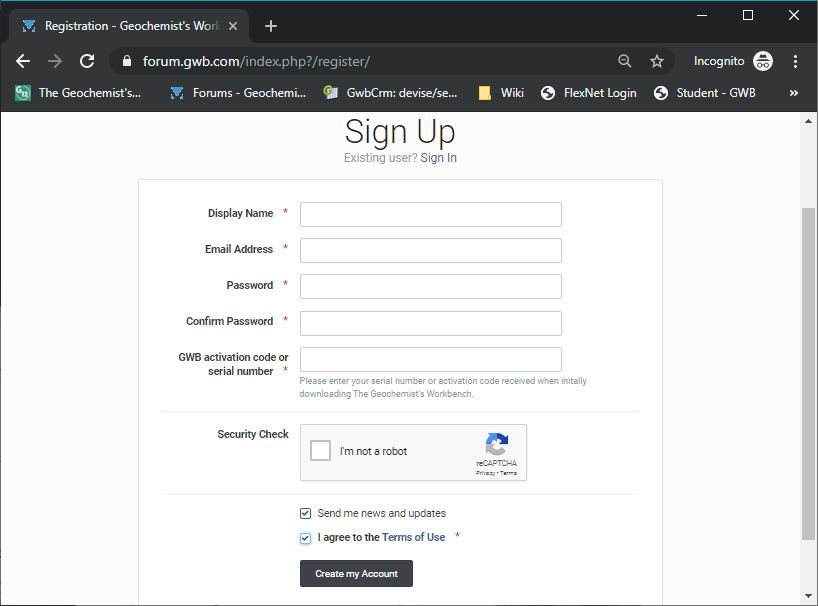 Registration - Geochemist's Work
forum.gwb.com/index.php?/register/
Incognito
G12
The Geochemist's...
Forums - Geochemi...
GwbCrm: devise/se...
Wiki
FlexNet Login
Student - GWB
»
Sign Up
Existing user? Sign In
Display Name *
Email Address *
Password *
Confirm Password *
GWB activation code or
serial number *
Please enter your serial number or activation code received when initally
downloading The Geochemist's Workbench.
Security Check
I'm not a robot
reCAPTCHA
Privacy • Terms
Send me news and updates
I agree to the Terms of Use *
Create my Account